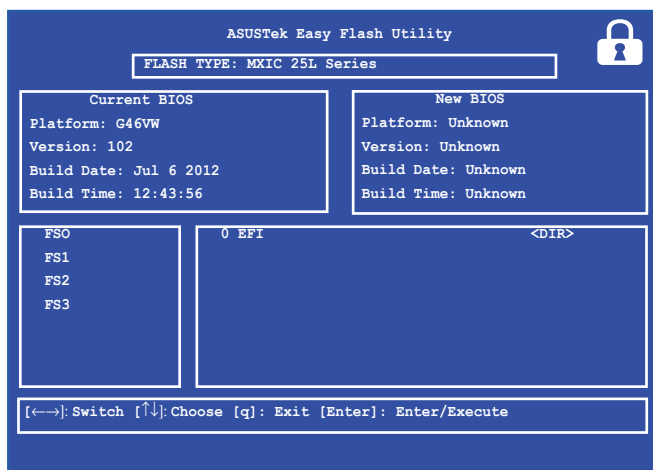 ASUSTek Easy Flash Utility
FLASH TYPE: MXIC 25L Series
Current BIOS
Platform: G46VW
Version: 102
Build Date: Jul 6 2012
Build Time: 12:43:56
New BIOS
Platform: Unknown
Version: Unknown
Build Date: Unknown
Build Time: Unknown
FSO
FS1
FS2
FS3
0 EFI <DIR>
[←→]: Switch [↑↓]: Choose [q]: Exit [Enter]: Enter/Execute